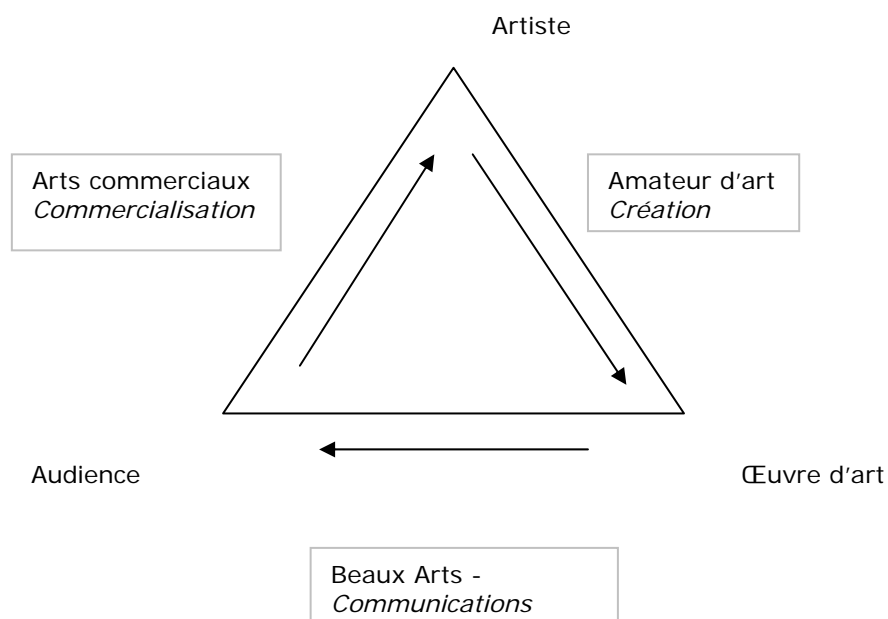 Artiste
Arts commerciaux
Commercialisation
Amateur d'art
Création
Audience
Œuvre d'art
Beaux Arts -
Communications